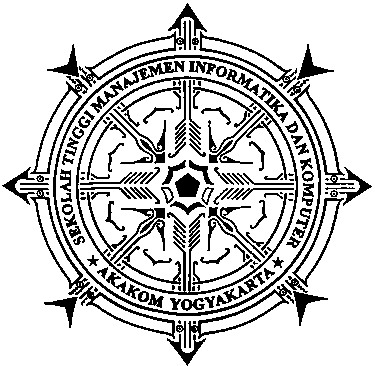 SEKOLAH TINGGI MANAJEMEN INFORMATIKA DAN KOMPUTER
★ AKAKOM YOGYAKARTA ★